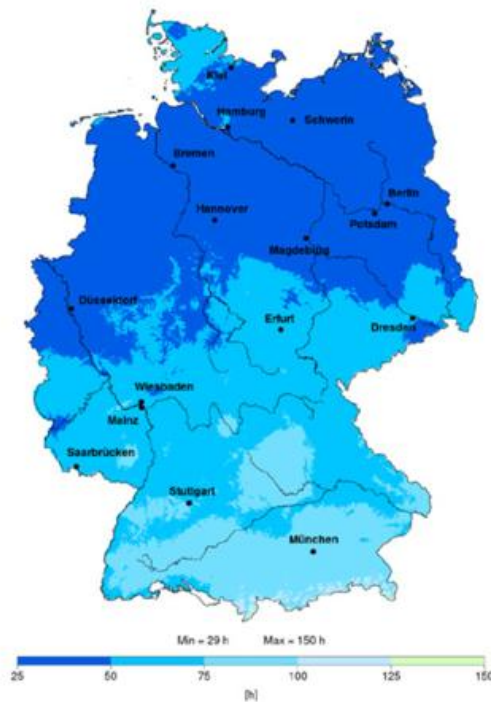 Kiel
Hamburg
Schwerin
Bremen
Berlin
Hannover
Potsdam
Magdeburg
Düsseldorf
Erfurt
Dresden
Wiesbaden
Mainz
Saarbrücken
Stuttgart
München
Min = 29 h Max = 150 h
25 50 75 100 125 150
[h]